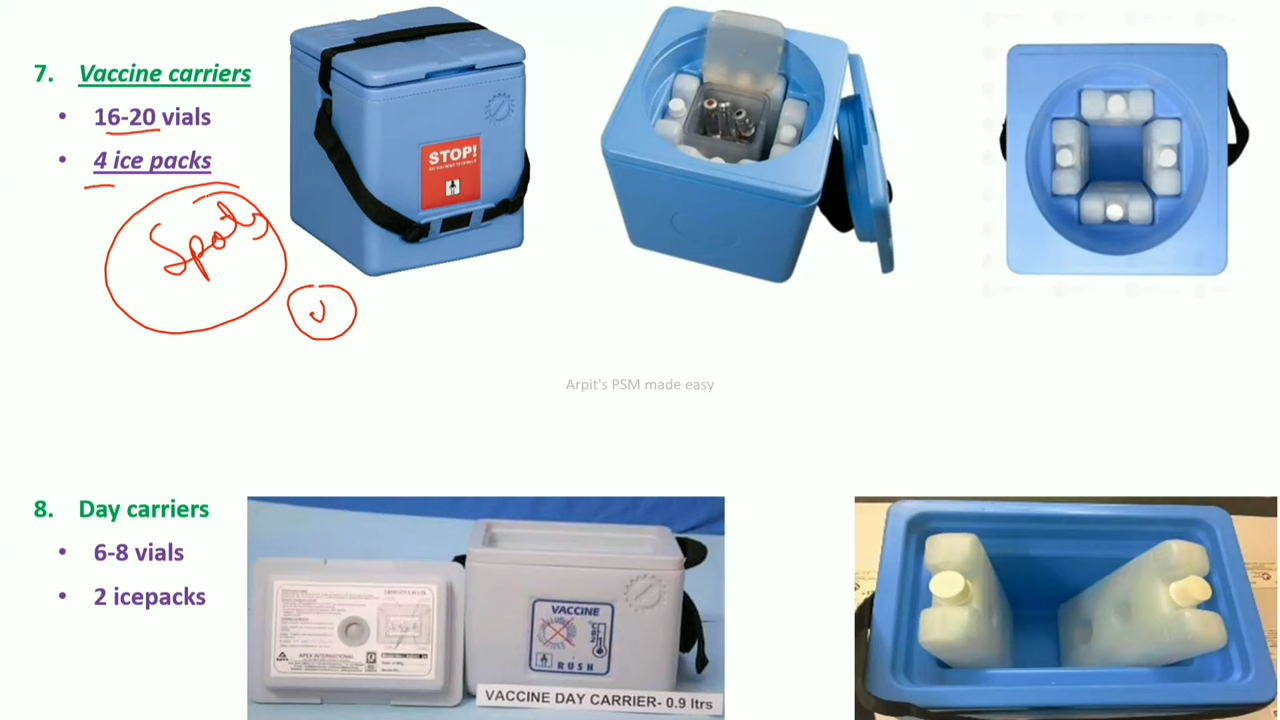 7. Vaccine carriers
• 16-20 vials
• 4 ice packs
Spots
STOP!
Arpit's PSM made easy
8. Day carriers
• 6-8 vials
• 2 icepacks
VACCINE
RUSH
APEX INTERNATIONAL
VACCINE DAY CARRIER- 0.9 ltrs